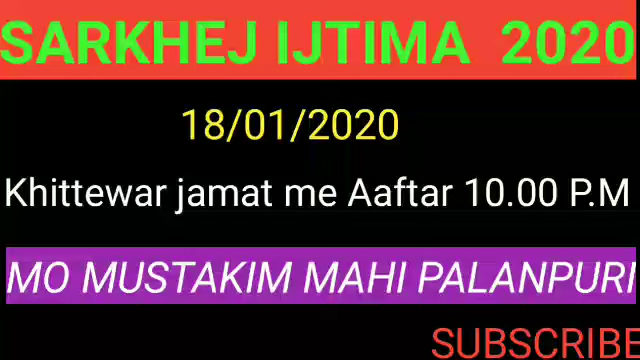 SARKHEJ IJTIMA 2020
18/01/2020
Khittewar jamat me Aaftar 10.00 P.M
MO MUSTAKIM MAHI PALANPURI
SUBSCRIBE